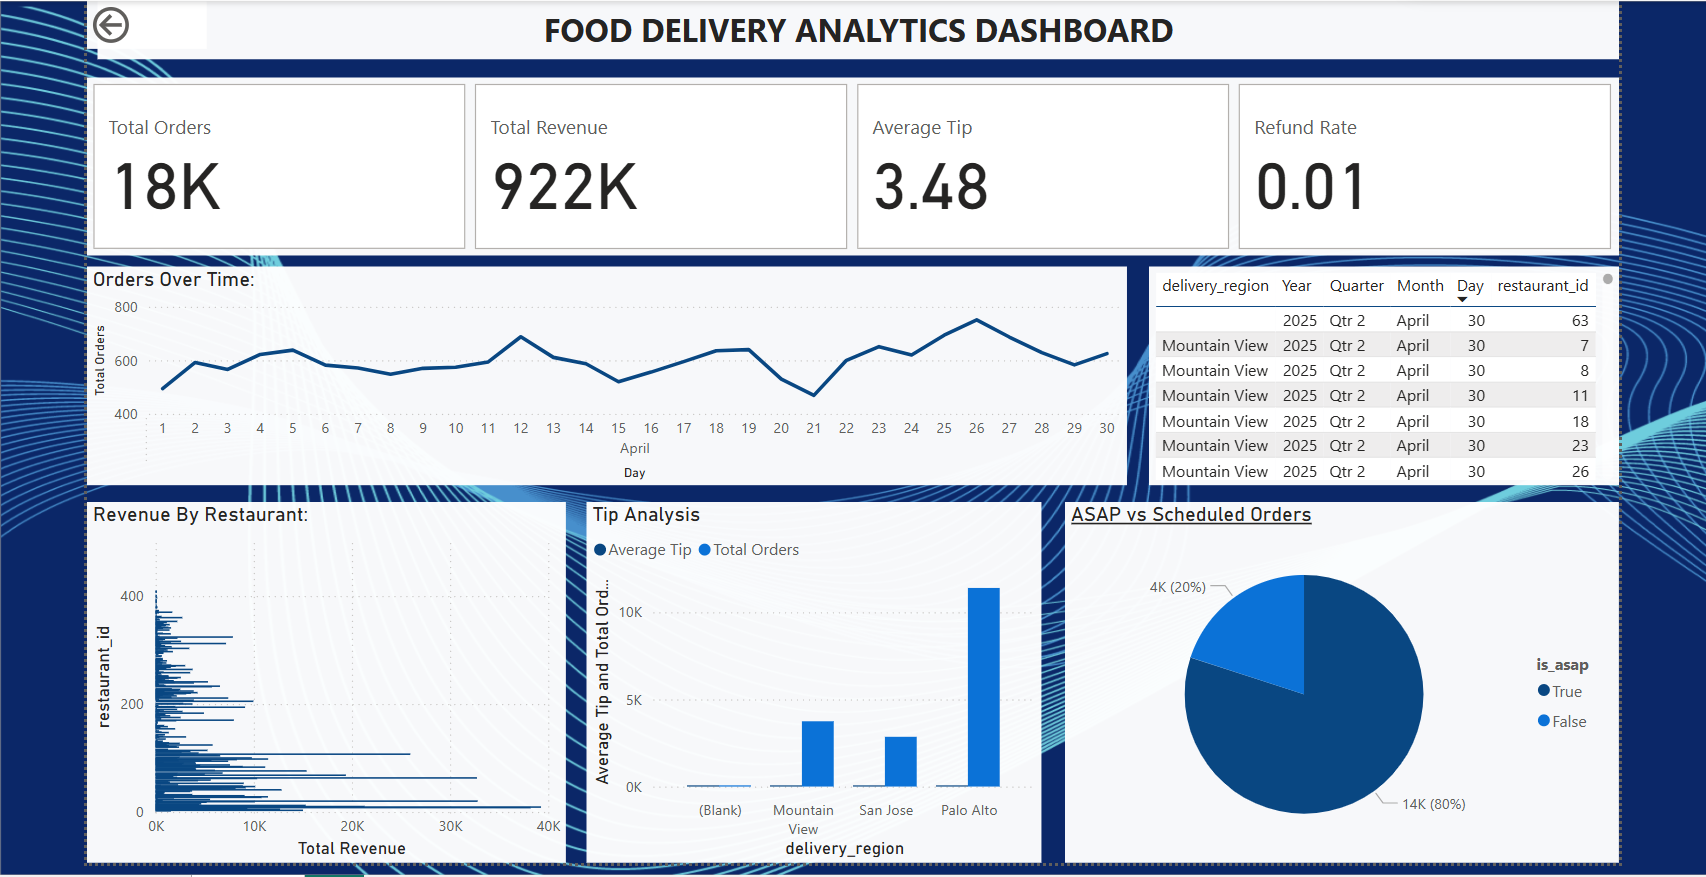 FOOD DELIVERY ANALYTICS DASHBOARD
Total Orders
18K
Total Revenue
922K
Average Tip
3.48
Refund Rate
0.01
Orders Over Time:
Total Orders
800
600
400
1 2 3 4 5 6 7 8 9 10 11 12 13 14 15 16 17 18 19 20 21 22 23 24 25 26 27 28 29 30
April
Day
delivery_region Year Quarter Month Day restaurant_id
2025 Qtr 2 April 30 63
Mountain View 2025 Qtr 2 April 30 7
Mountain View 2025 Qtr 2 April 30 8
Mountain View 2025 Qtr 2 April 30 11
Mountain View 2025 Qtr 2 April 30 18
Mountain View 2025 Qtr 2 April 30 23
Mountain View 2025 Qtr 2 April 30 26
Revenue By Restaurant:
restaurant_id
400
200
0
0K 10K 20K 30K 40K
Total Revenue
Tip Analysis
Average Tip Total Orders
Average Tip and Total Ord...
10K
5K
0K
(Blank) Mountain View San Jose Palo Alto
delivery_region
ASAP vs Scheduled Orders
4K (20%)
14K (80%)
is_asap
True
False